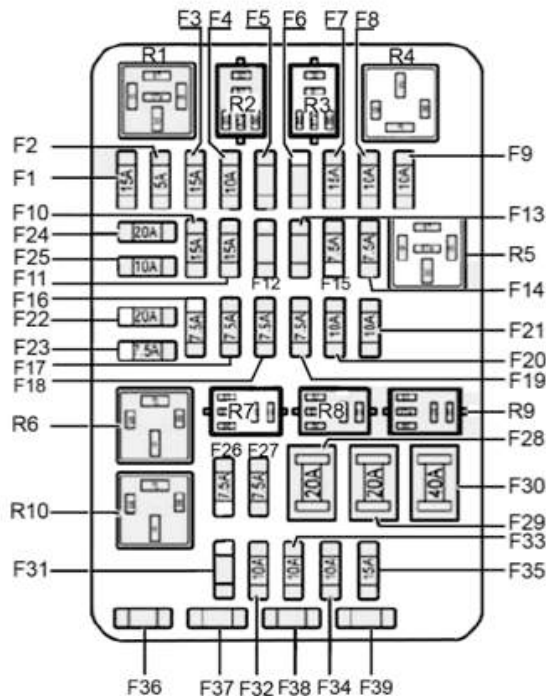 F3 F4 F5 F6 F7 F8
R1 R2 R3 R4
F2 F9
F1 15A 5A 15A 10A 15A 10A 10A
F10 F13
F24 20A 15A 15A 7.5A 7.5A R5
F25 10A
F11 F12 F15 F14
F16
F22 20A 7.5A 7.5A 7.5A 7.5A 10A 10A F21
F23 7.5A F20
F17
F18 F19
R6 R7 R8 R9
F28
F26 F27
7.5A 7.5A 20A 20A 40A F30
R10 F29
F33
F31 10A 10A 10A 15A F35
F36 F37 F32 F38 F34 F39